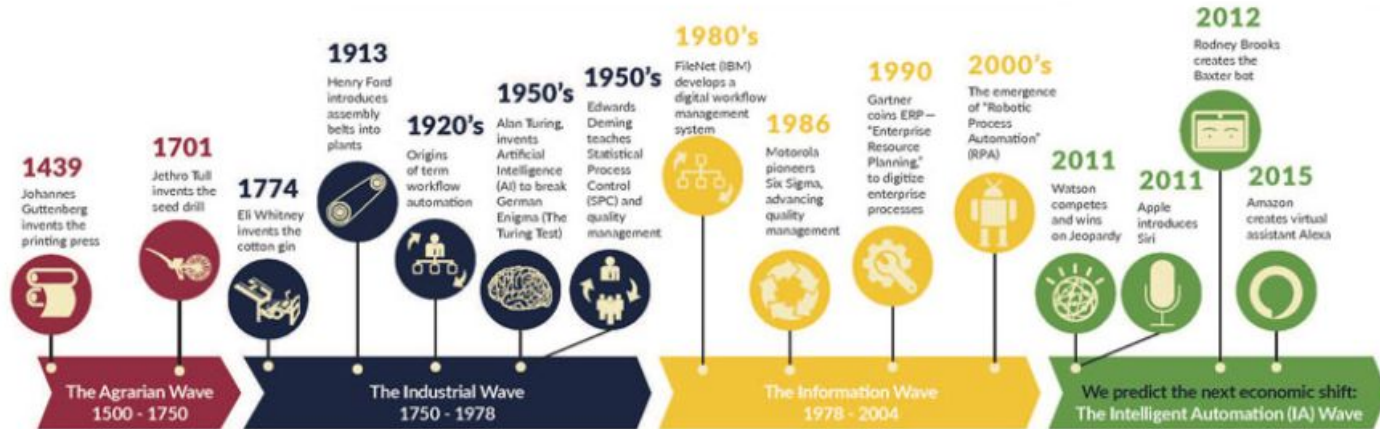 1439
Johannes
Guttenberg
invents the
printing press
1701
Jethro Tull
invents the
seed drill
1774
Eli Whitney
invents the
cotton gin
1913
Henry Ford
introduces
assembly
belts into
plants
1920's
Origins
of term
workflow
automation
1950's
Alan Turing,
invents
Artificial
Intelligence
(AI) to break
German
Enigma (The
Turing Test)
1950's
Edwards
Deming
teaches
Statistical
Process
Control
(SPC) and
quality
management
1980's
FileNet (IBM)
develops a
digital workflow
management
system
1986
Motorola
pioneers
Six Sigma,
advancing
quality
management
1990
Gartner
coins ERP—
"Enterprise
Resource
Planning,"
to digitize
enterprise
processes
2000's
The emergence
of "Robotic
Process
Automation"
(RPA)
2011
Watson
competes
and wins
on Jeopardy
2011
Apple
introduces
Siri
2012
Rodney Brooks
creates the
Baxter bot
2015
Amazon
creates virtual
assistant Alexa
The Agrarian Wave
1500 - 1750
The Industrial Wave
1750 - 1978
The Information Wave
1978 - 2004
We predict the next economic shift:
The Intelligent Automation (IA) Wave